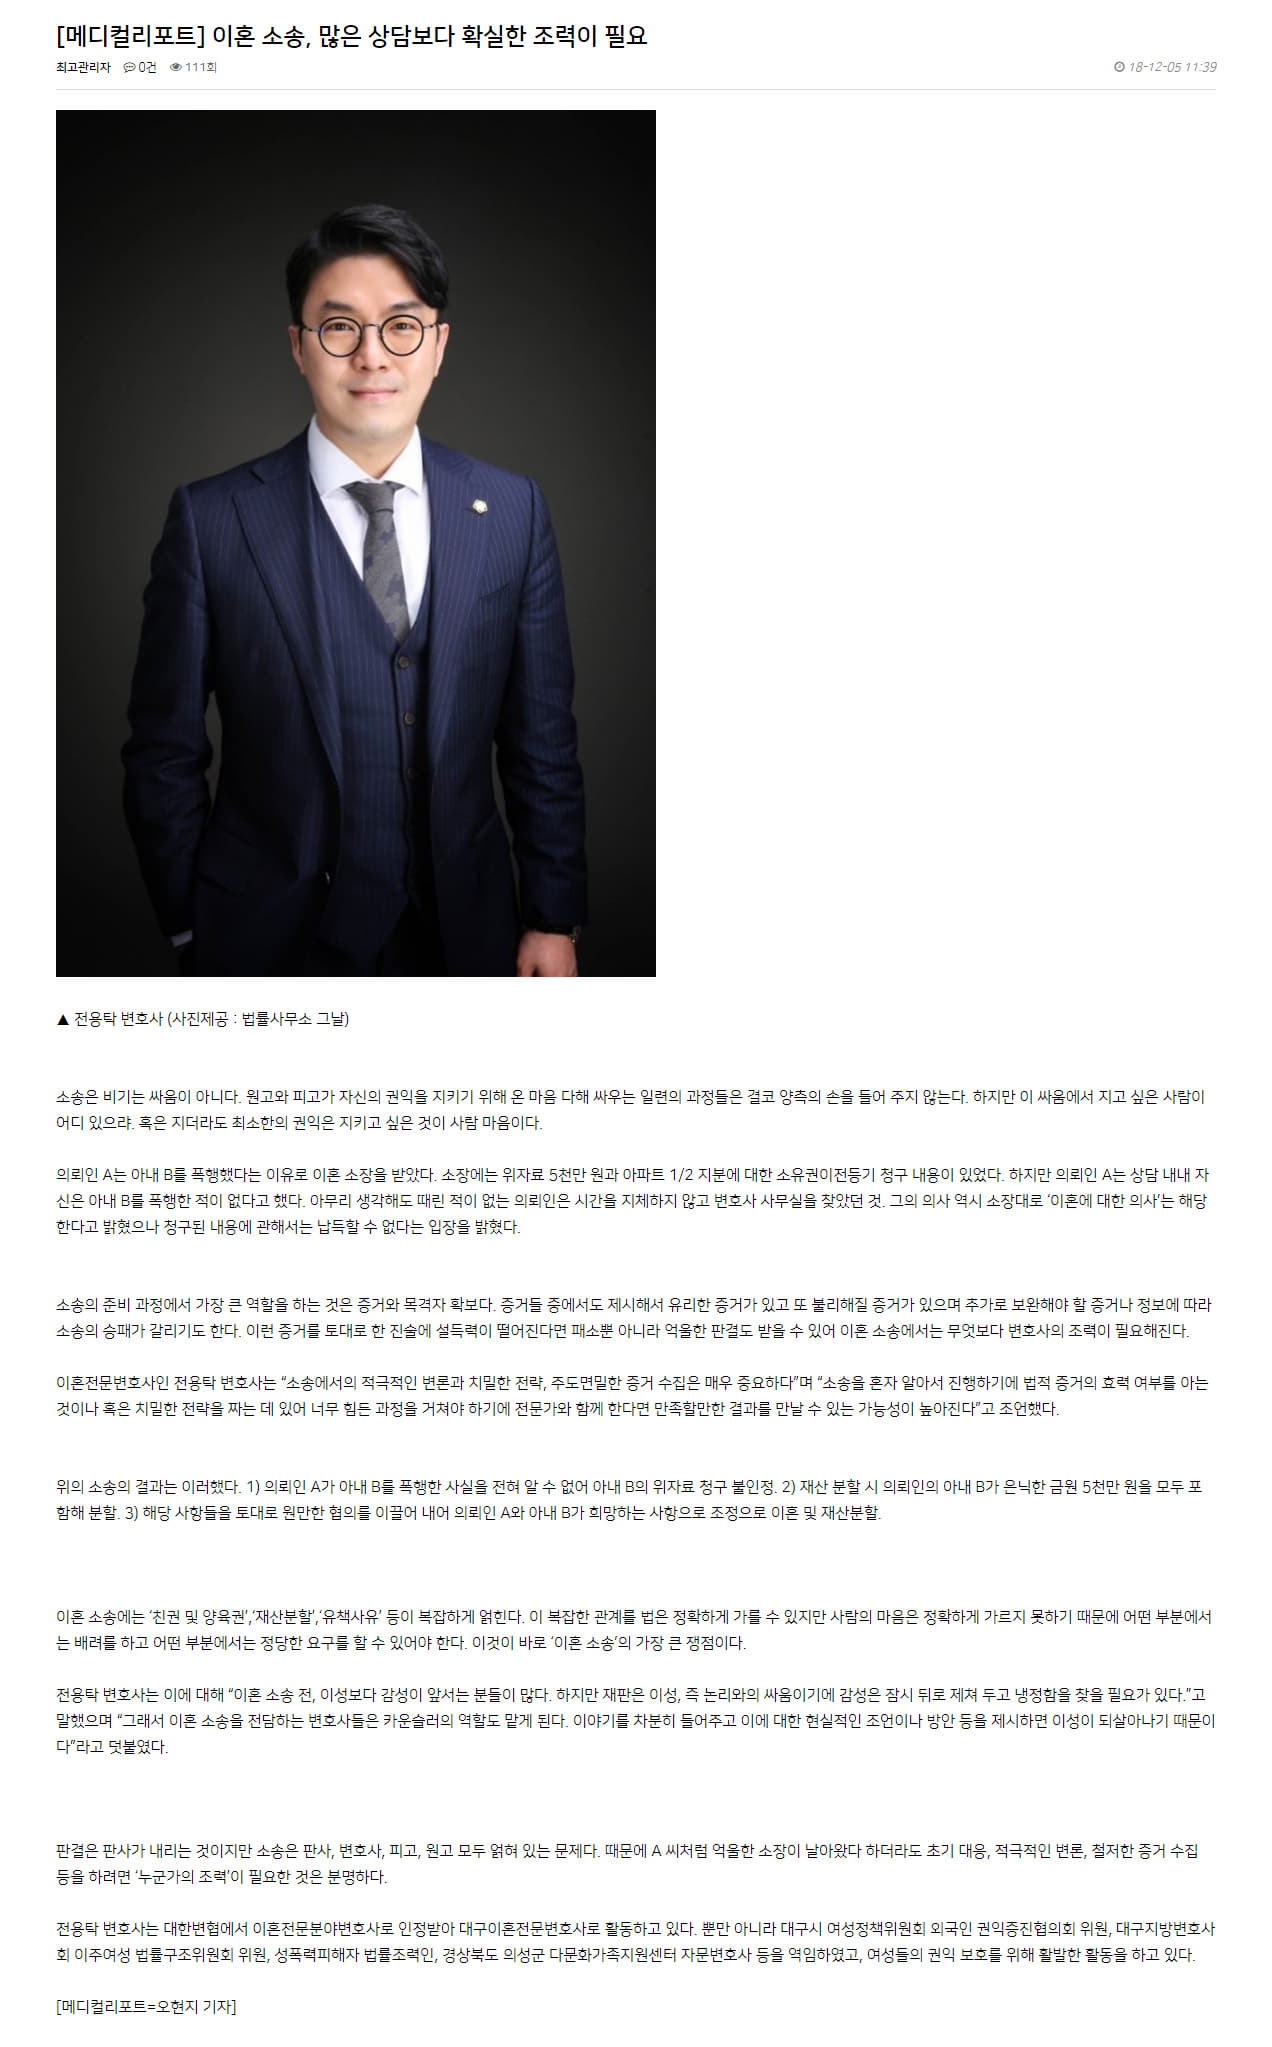 [메디컬리포트] 이혼 소송, 많은 상담보다 확실한 조력이 필요
최고관리자 0건 111회 18-12-05 11:39
▲ 전용탁 변호사 (사진제공 : 법률사무소 그날)
소송은 비기는 싸움이 아니다. 원고와 피고가 자신의 권익을 지키기 위해 온 마음 다해 싸우는 일련의 과정들은 결코 양측의 손을 들어 주지 않는다. 하지만 이 싸움에서 지고 싶은 사람이
어디 있으랴. 혹은 지더라도 최소한의 권익은 지키고 싶은 것이 사람 마음이다.
의뢰인 A는 아내 B를 폭행했다는 이유로 이혼 소장을 받았다. 소장에는 위자료 5천만 원과 아파트 1/2 지분에 대한 소유권이전등기 청구 내용이 있었다. 하지만 의뢰인 A는 상담 내내 자
신은 아내 B를 폭행한 적이 없다고 했다. 아무리 생각해도 때린 적이 없는 의뢰인은 시간을 지체하지 않고 변호사 사무실을 찾았던 것. 그의 의사 역시 소장대로 ‘이혼에 대한 의사’는 해당
한다고 밝혔으나 청구된 내용에 관해서는 납득할 수 없다는 입장을 밝혔다.
소송의 준비 과정에서 가장 큰 역할을 하는 것은 증거와 목격자 확보다. 증거들 중에서도 제시해서 유리한 증거가 있고 또 불리해질 증거가 있으며 추가로 보완해야 할 증거나 정보에 따라
소송의 승패가 갈리기도 한다. 이런 증거를 토대로 한 진술에 설득력이 떨어진다면 패소뿐 아니라 억울한 판결도 받을 수 있어 이혼 소송에서는 무엇보다 변호사의 조력이 필요해진다.
이혼전문변호사인 전용탁 변호사는 “소송에서의 적극적인 변론과 치밀한 전략, 주도면밀한 증거 수집은 매우 중요하다”며 “소송을 혼자 알아서 진행하기에 법적 증거의 효력 여부를 아는
것이나 혹은 치밀한 전략을 짜는 데 있어 너무 힘든 과정을 거쳐야 하기에 전문가와 함께 한다면 만족할만한 결과를 만날 수 있는 가능성이 높아진다”고 조언했다.
위의 소송의 결과는 이러했다. 1) 의뢰인 A가 아내 B를 폭행한 사실을 전혀 알 수 없어 아내 B의 위자료 청구 불인정. 2) 재산 분할 시 의뢰인의 아내 B가 은닉한 금원 5천만 원을 모두 포
함해 분할. 3) 해당 사항들을 토대로 원만한 협의를 이끌어 내어 의뢰인 A와 아내 B가 희망하는 사항으로 조정으로 이혼 및 재산분할.
이혼 소송에는 ‘친권 및 양육권’,‘재산분할’,‘유책사유’ 등이 복잡하게 얽힌다. 이 복잡한 관계를 법은 정확하게 가를 수 있지만 사람의 마음은 정확하게 가르지 못하기 때문에 어떤 부분에서
는 배려를 하고 어떤 부분에서는 정당한 요구를 할 수 있어야 한다. 이것이 바로 ‘이혼 소송’의 가장 큰 쟁점이다.
전용탁 변호사는 이에 대해 “이혼 소송 전, 이성보다 감성이 앞서는 분들이 많다. 하지만 재판은 이성, 즉 논리와의 싸움이기에 감성은 잠시 뒤로 제쳐 두고 냉정함을 찾을 필요가 있다.”고
말했으며 “그래서 이혼 소송을 전담하는 변호사들은 카운슬러의 역할도 맡게 된다. 이야기를 차분히 들어주고 이에 대한 현실적인 조언이나 방안 등을 제시하면 이성이 되살아나기 때문이
다”라고 덧붙였다.
판결은 판사가 내리는 것이지만 소송은 판사, 변호사, 피고, 원고 모두 얽혀 있는 문제다. 때문에 A 씨처럼 억울한 소장이 날아왔다 하더라도 초기 대응, 적극적인 변론, 철저한 증거 수집
등을 하려면 ‘누군가의 조력’이 필요한 것은 분명하다.
전용탁 변호사는 대한변협에서 이혼전문분야변호사로 인정받아 대구이혼전문변호사로 활동하고 있다. 뿐만 아니라 대구시 여성정책위원회 외국인 권익증진협의회 위원, 대구지방변호사
회 이주여성 법률구조위원회 위원, 성폭력피해자 법률조력인, 경상북도 의성군 다문화가족지원센터 자문변호사 등을 역임하였고, 여성들의 권익 보호를 위해 활발한 활동을 하고 있다.
[메디컬리포트=오현지 기자]